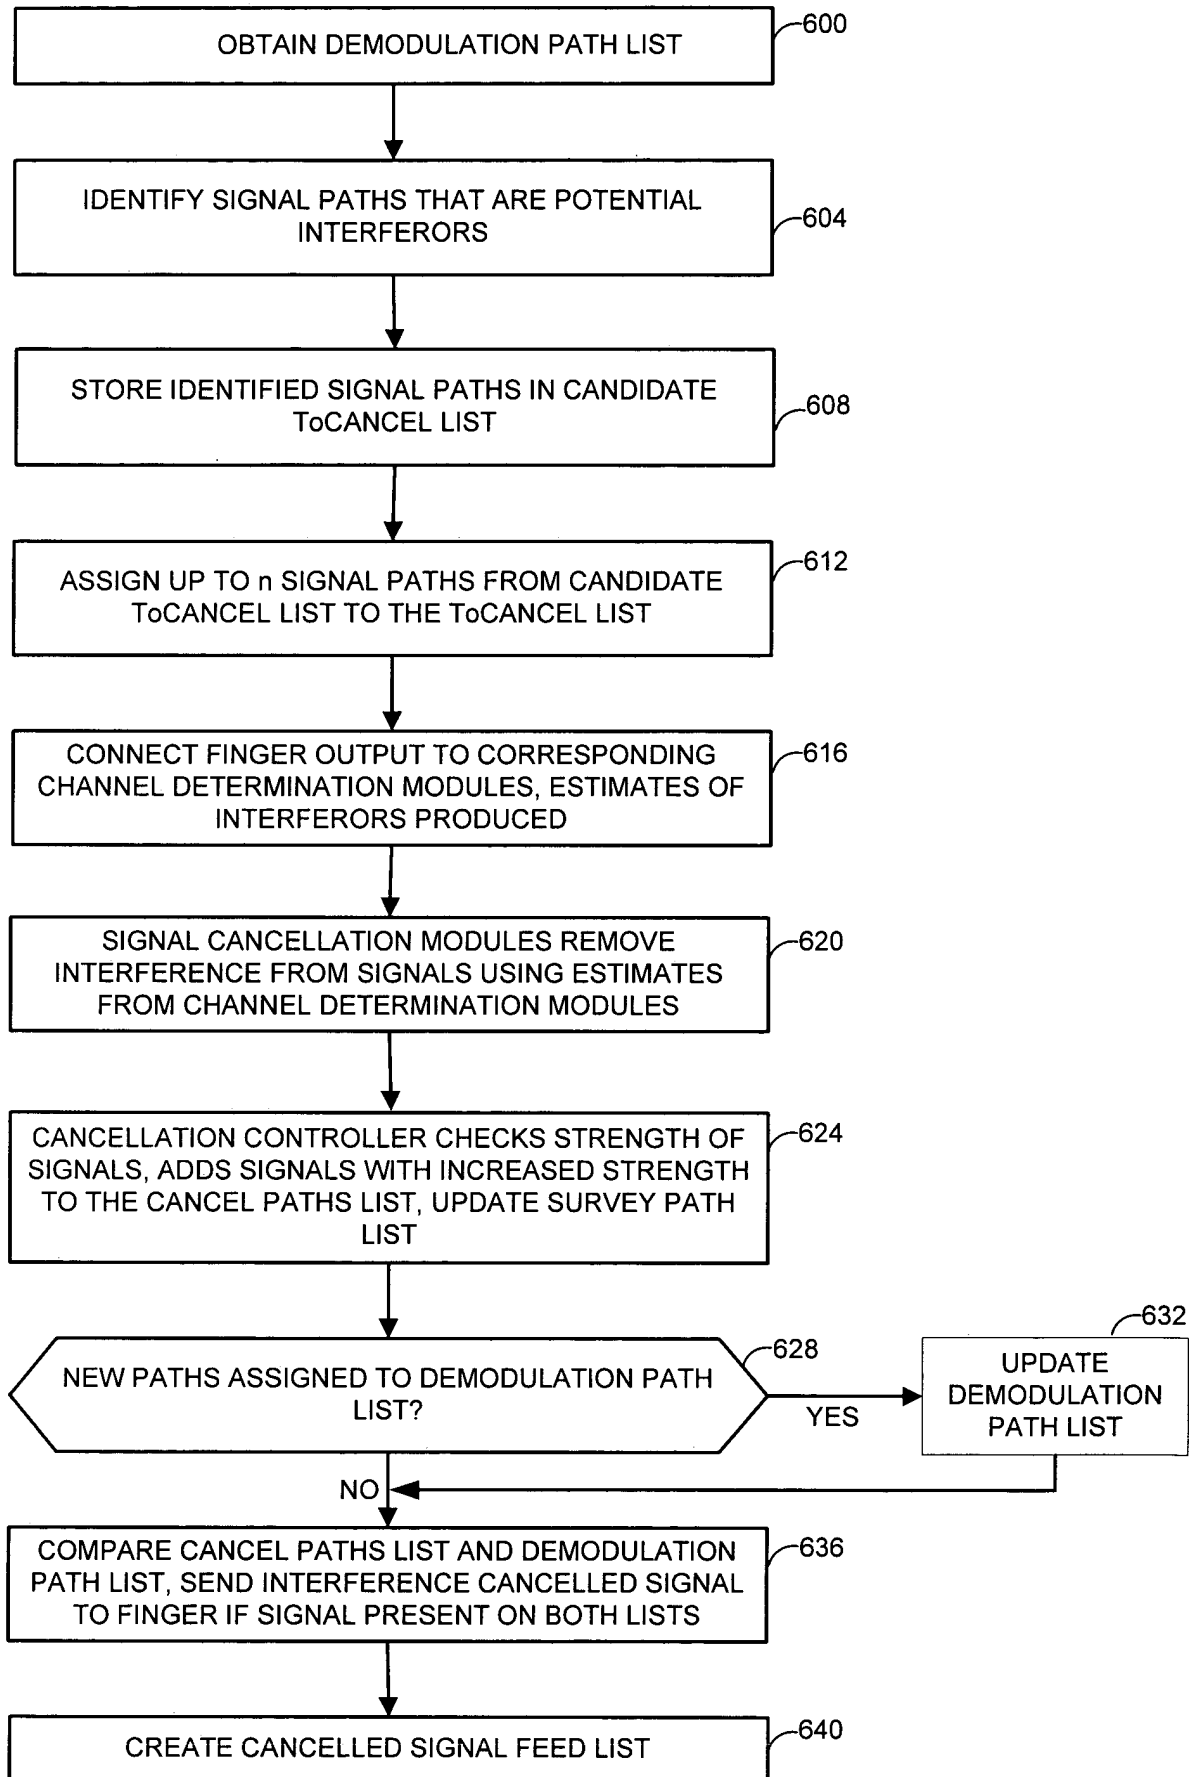 OBTAIN DEMODULATION PATH LIST
600
IDENTIFY SIGNAL PATHS THAT ARE POTENTIAL
INTERFERORS
604
STORE IDENTIFIED SIGNAL PATHS IN CANDIDATE
ToCANCEL LIST
608
ASSIGN UP TO n SIGNAL PATHS FROM CANDIDATE
ToCANCEL LIST TO THE ToCANCEL LIST
612
CONNECT FINGER OUTPUT TO CORRESPONDING
CHANNEL DETERMINATION MODULES, ESTIMATES OF
INTERFERORS PRODUCED
616
SIGNAL CANCELLATION MODULES REMOVE
INTERFERENCE FROM SIGNALS USING ESTIMATES
FROM CHANNEL DETERMINATION MODULES
620
CANCELLATION CONTROLLER CHECKS STRENGTH OF
SIGNALS, ADDS SIGNALS WITH INCREASED STRENGTH
TO THE CANCEL PATHS LIST, UPDATE SURVEY PATH
LIST
624
NEW PATHS ASSIGNED TO DEMODULATION PATH
LIST?
628
YES
UPDATE
DEMODULATION
PATH LIST
632
NO
COMPARE CANCEL PATHS LIST AND DEMODULATION
PATH LIST, SEND INTERFERENCE CANCELLED SIGNAL
TO FINGER IF SIGNAL PRESENT ON BOTH LISTS
636
CREATE CANCELLED SIGNAL FEED LIST
640